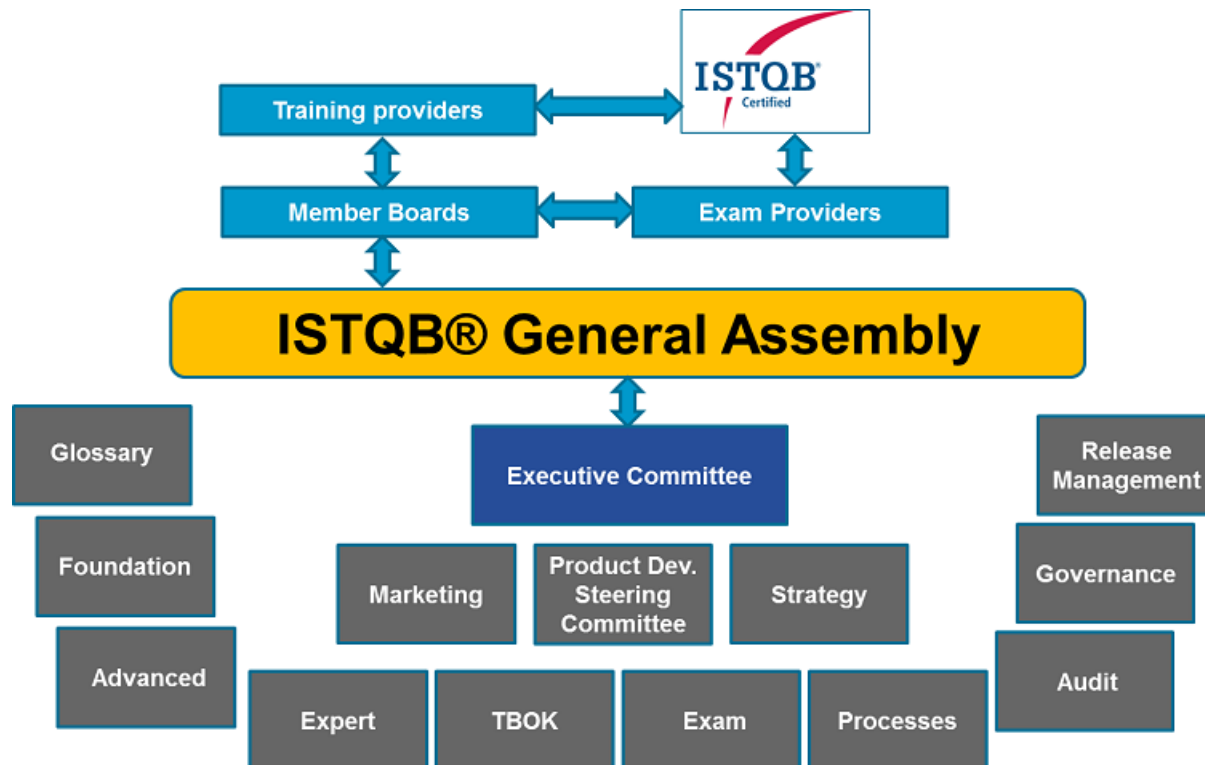 ISTQB®
Certified
Training providers
Member Boards
Exam Providers
ISTQB® General Assembly
Executive Committee
Glossary
Release
Management
Foundation
Governance
Marketing
Product Dev.
Steering
Committee
Strategy
Advanced
Audit
Expert
TBOK
Exam
Processes